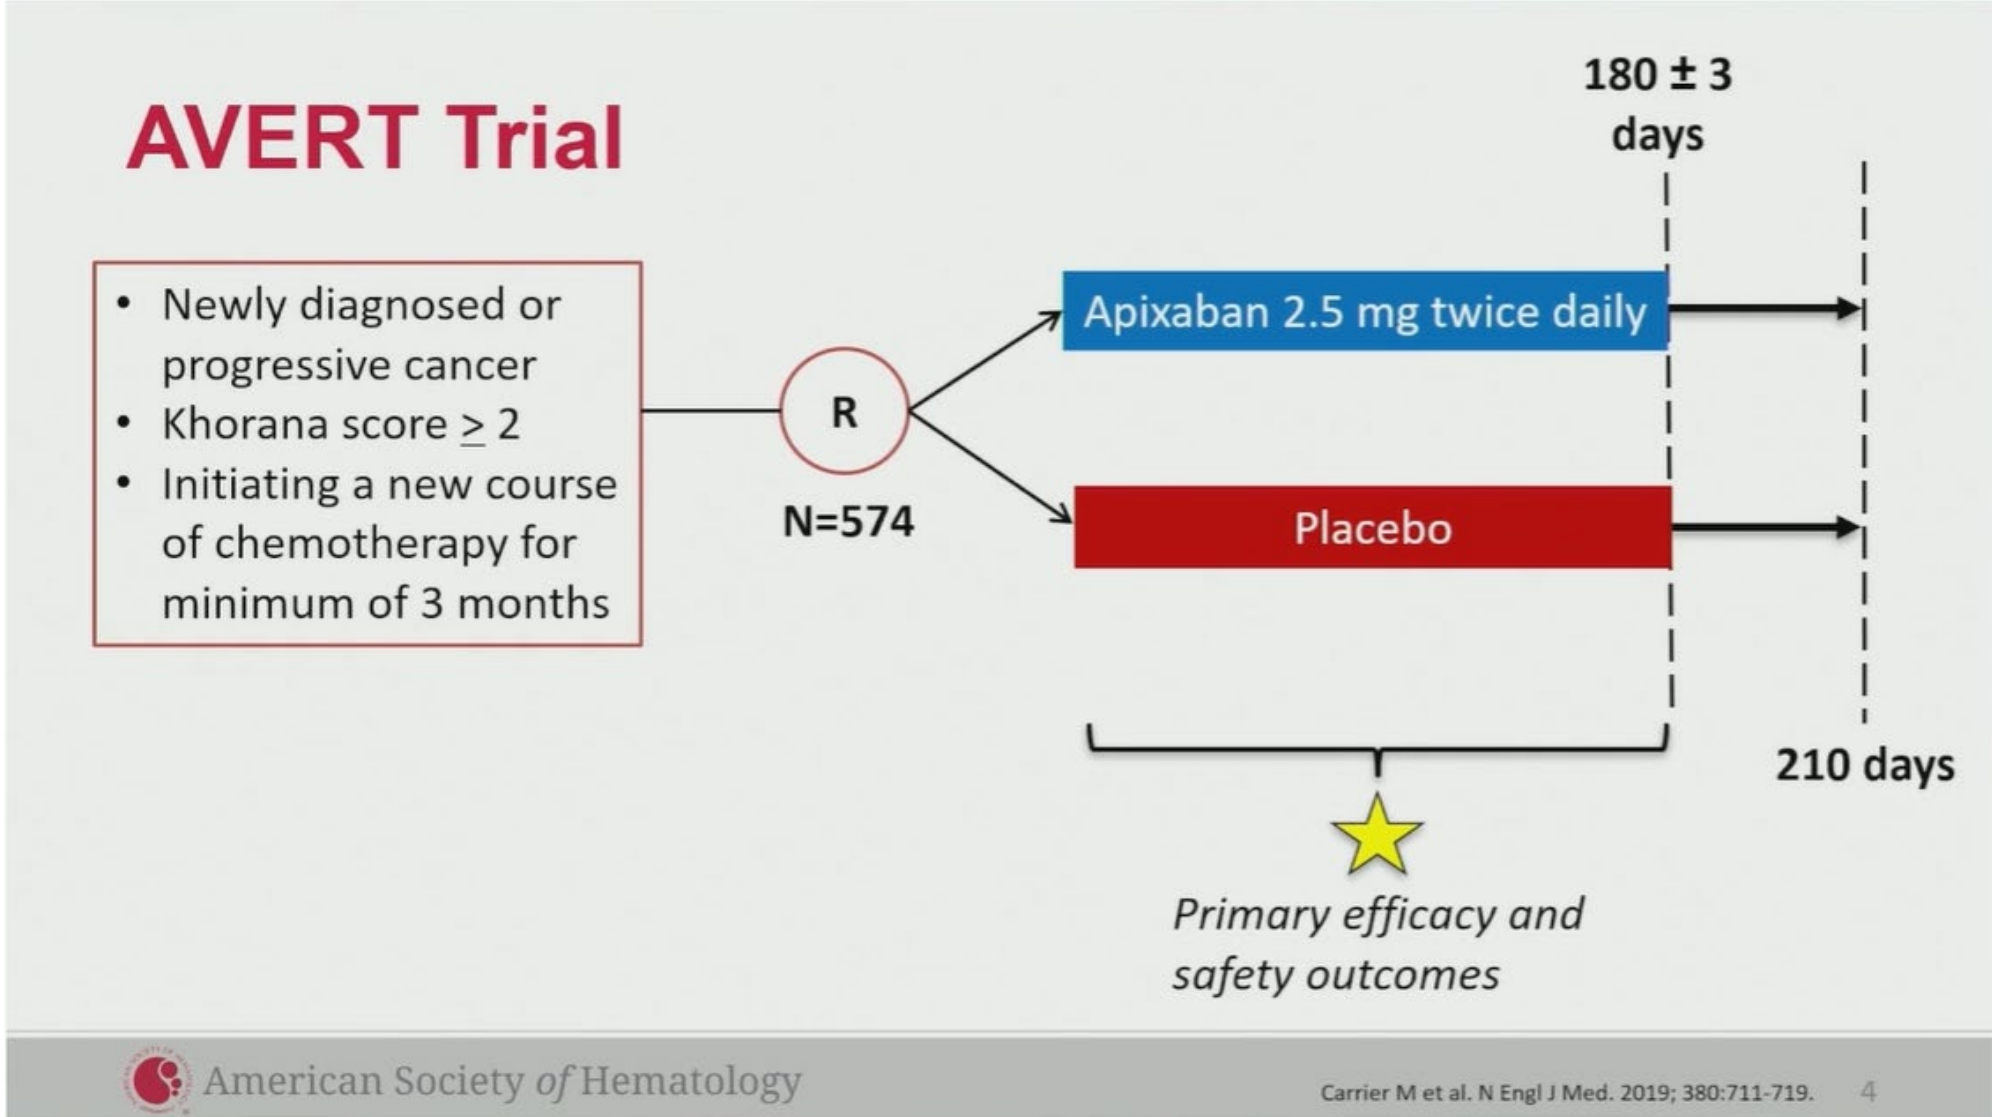 AVERT Trial
180 ± 3
days
• Newly diagnosed or
progressive cancer
• Khorana score ≥ 2
• Initiating a new course
of chemotherapy for
minimum of 3 months
R
N=574
Apixaban 2.5 mg twice daily
Placebo
210 days
Primary efficacy and
safety outcomes
American Society of Hematology
Carrier M et al. N Engl J Med. 2019; 380:711-719.
4